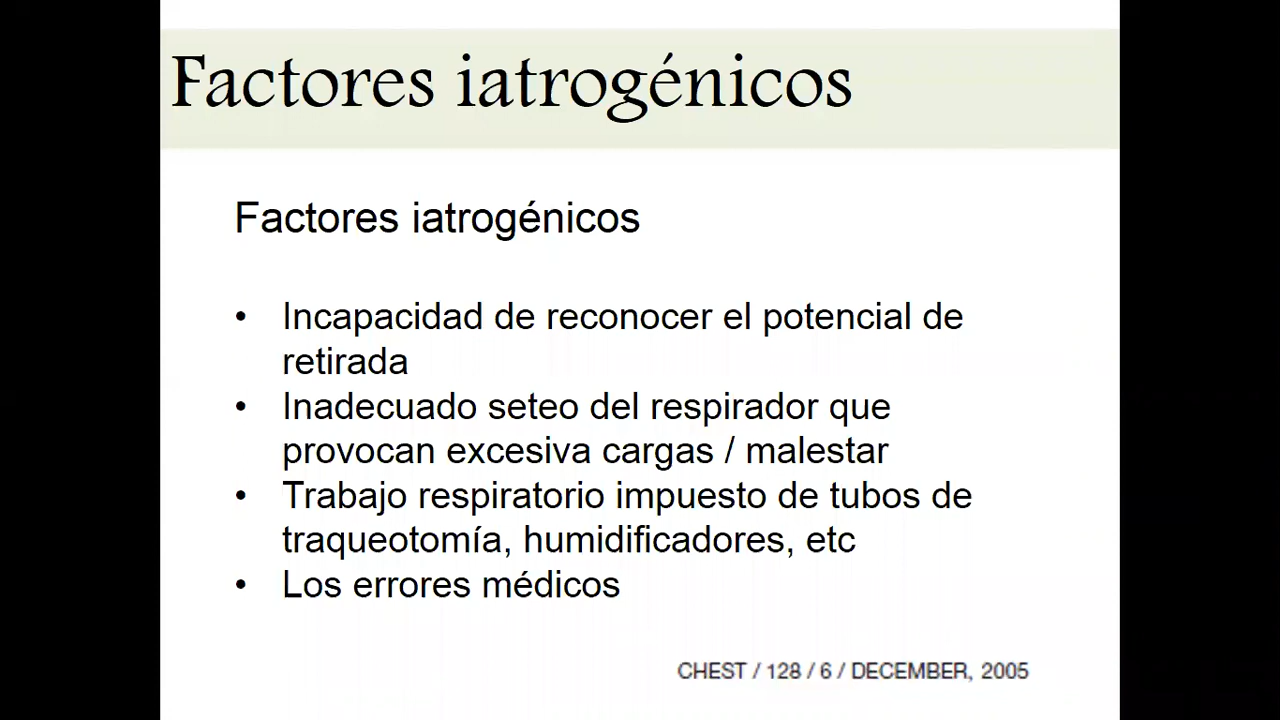 Factores iatrogénicos
Factores iatrogénicos
• Incapacidad de reconocer el potencial de
retirada
• Inadecuado seteo del respirador que
provocan excesiva cargas / malestar
• Trabajo respiratorio impuesto de tubos de
traqueotomía, humidificadores, etc
• Los errores médicos
CHEST / 128 / 6 / DECEMBER, 2005